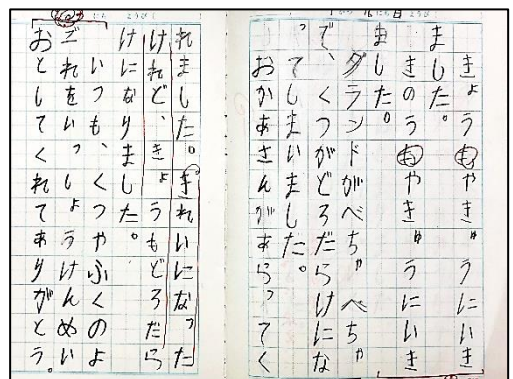 きょうもやきゅうにいき
ました。
きのうもやきゅうにいき
ました。
グランドがべちゃべちゃ
で、くつがどろだらけにな
ってしまいました。
おかあさんがあらってく
れました。きれいになった
けれど、きょうもどろだら
けになりました。
いつも、くつやふくのよ
ごれをいっしょうけんめい
おとしてくれてありがとう。